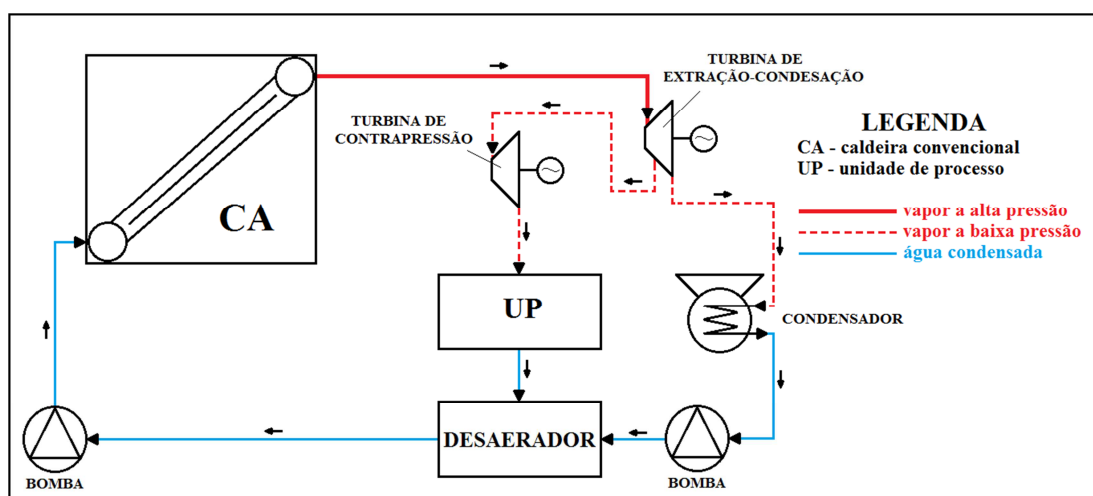 TURBINA DE
EXTRAÇÃO-CONDESAÇÃO
TURBINA DE
CONTRAPRESSÃO
LEGENDA
CA - caldeira convencional
UP - unidade de processo
CA
vapor a alta pressão
vapor a baixa pressão
água condensada
UP
CONDENSADOR
DESAERADOR
BOMBA
BOMBA